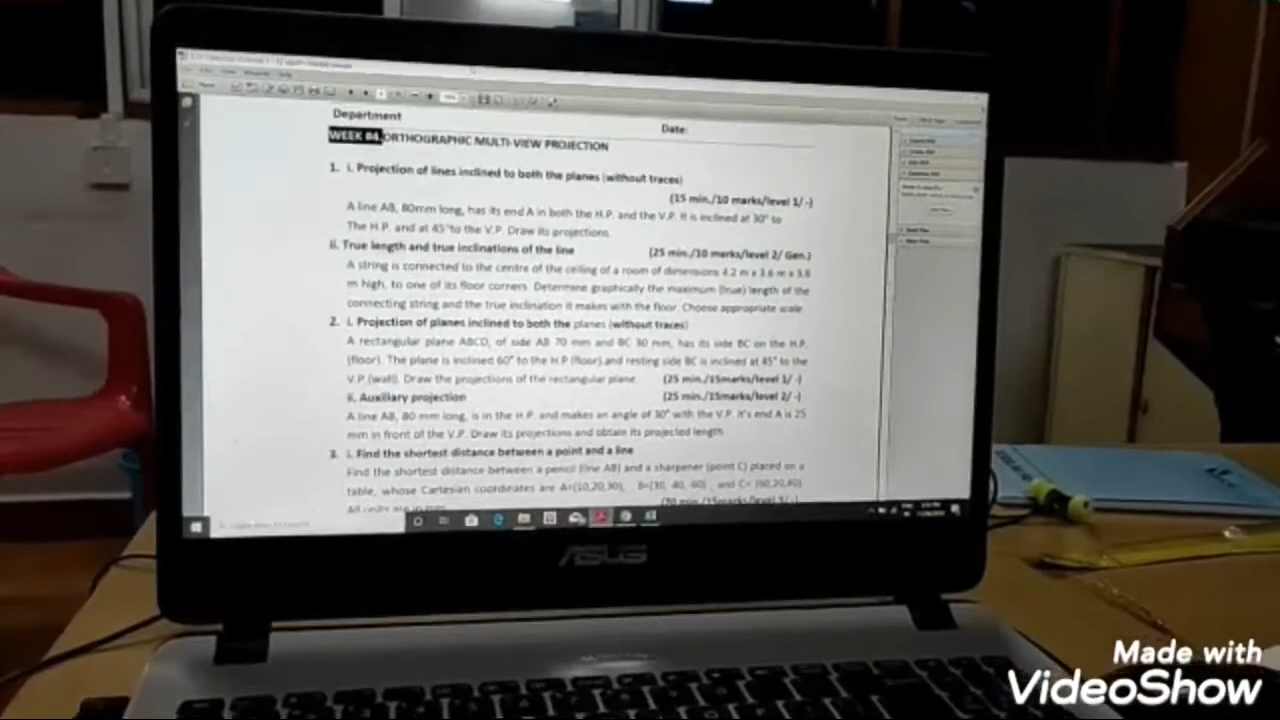 Department
Date:
WEEK #4, ORTHOGRAPHIC MULTI-VIEW PROJECTION
1. i. Projection of lines inclined to both the planes (without traces)
(15 min./10 marks/level 1/ -)
A line AB, 80mm long, has its end A in both the H.P. and the V.P. It is inclined at 30° to
The H.P. and at 45°to the V.P. Draw its projections.
ii. True length and true inclinations of the line (25 min./10 marks/level 2/ Gen.)
A string is connected to the centre of the ceiling of a room of dimensions 4.2 m x 3.6 m x
m high, to one of its floor corners. Determine graphically the maximum (true) length of the
connecting string and the true inclination it makes with the floor. Choose appropriate scale
2. i. Projection of planes inclined to both the planes (without traces)
A rectangular plane ABCD, of side AB 70 mm and BC 30 mm, has its side BC on the H.P.
(floor). The plane is inclined 60° to the H.P (floor) and resting side BC is inclined at 45° to the
V.P.(wall). Draw the projections of the rectangular plane. (25 min./15marks/level 1/ -)
ii. Auxiliary projection (25 min./15marks/level 2/ -)
A line AB, 80 mm long, is in the H.P. and makes an angle of 30° with the V.P. It's end A is 25
mm in front of the V.P. Draw its projections and obtain its projected length.
3. i. Find the shortest distance between a point and a line
Find the shortest distance between a pencil (line AB) and a sharpener (point C) placed on a
table, whose Cartesian coordinates are A=(10,20,30), B=(30, 40, 60) and C= (60,20,40)
All units are in mm (20 min./15marks/level 1/ -)
ASUS
Made with
VideoShow